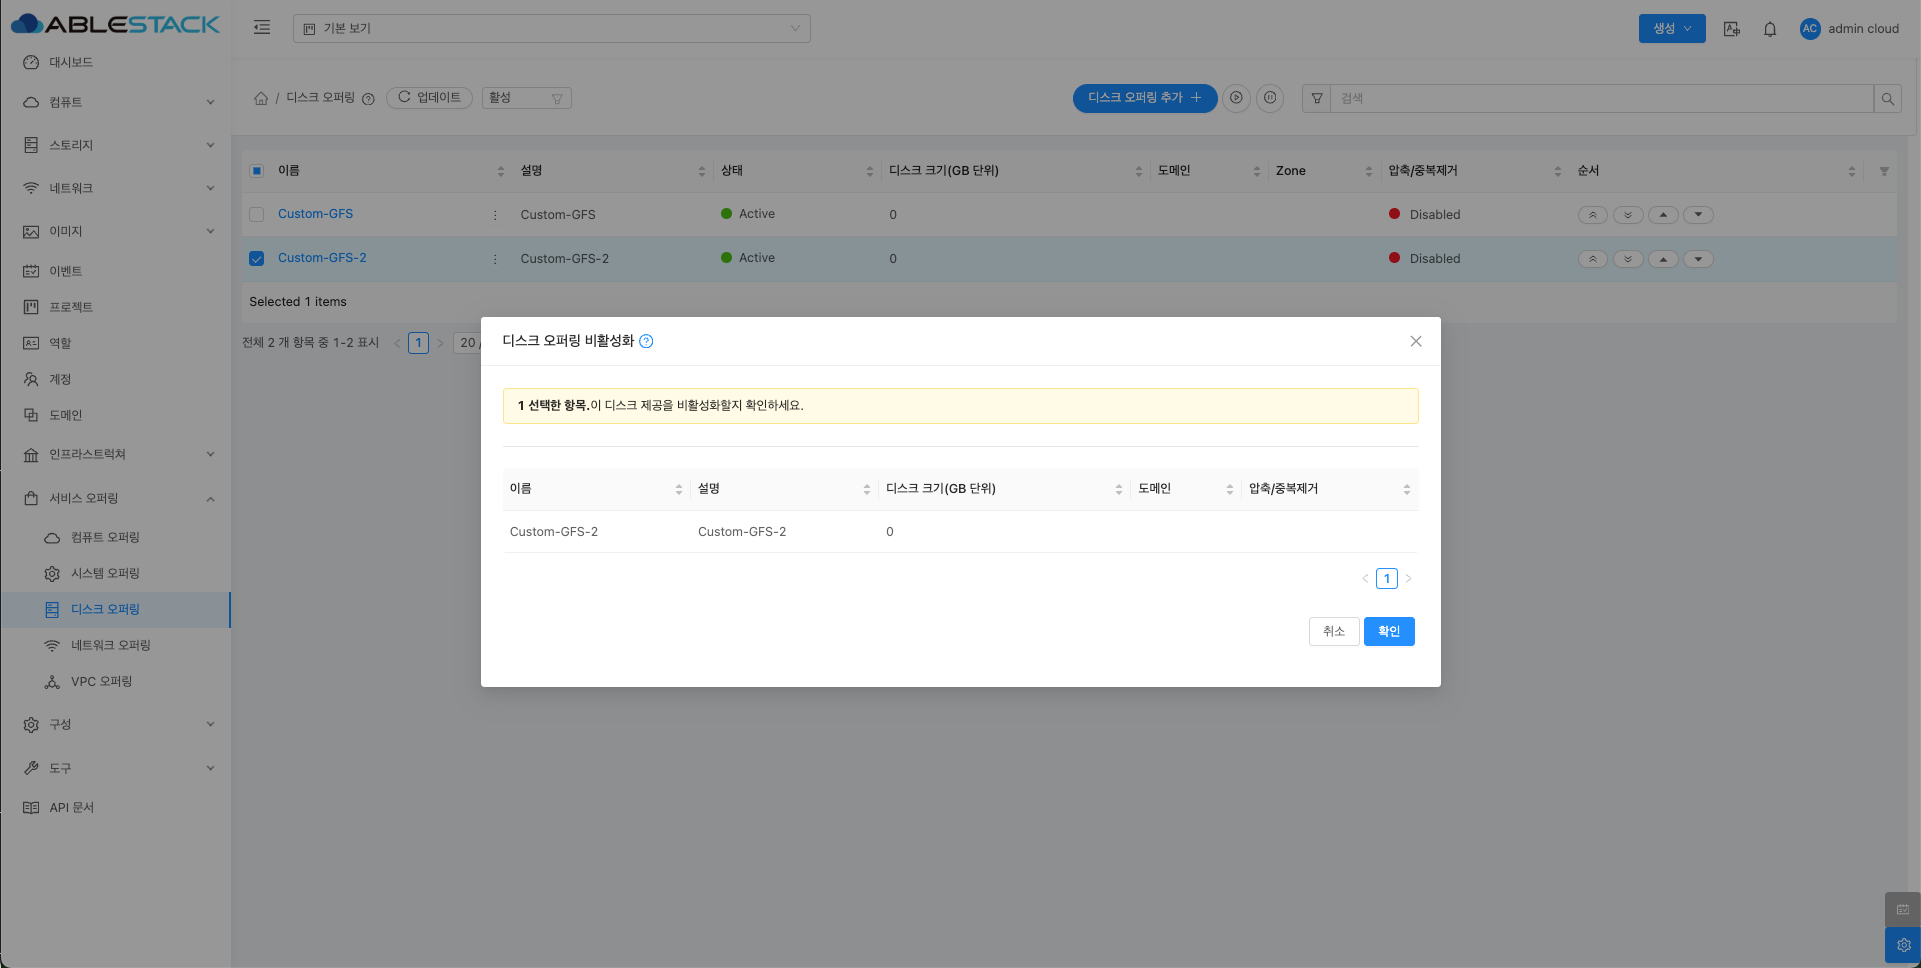 ABLESTACK
기본 보기
생성
AC
admin cloud
대시보드
컴퓨트
스토리지
네트워크
이미지
이벤트
프로젝트
역할
계정
도메인
인프라스트럭쳐
서비스 오퍼링
컴퓨트 오퍼링
시스템 오퍼링
디스크 오퍼링
네트워크 오퍼링
VPC 오퍼링
구성
도구
API 문서
/ 디스크 오퍼링
업데이트
활성
디스크 오퍼링 추가
검색
이름 설명 상태 디스크 크기(GB 단위) 도메인 Zone 압축/중복제거 순서
Custom-GFS Custom-GFS Active 0 Disabled
Custom-GFS-2 Custom-GFS-2 Active 0 Disabled
Selected 1 items
전체 2 개 항목 중 1-2 표시 < 1 > 20 /
디스크 오퍼링 비활성화
1 선택한 항목.이 디스크 제공을 비활성화할지 확인하세요.
이름 설명 디스크 크기(GB 단위) 도메인 압축/중복제거
Custom-GFS-2 Custom-GFS-2 0
< 1 >
취소 확인